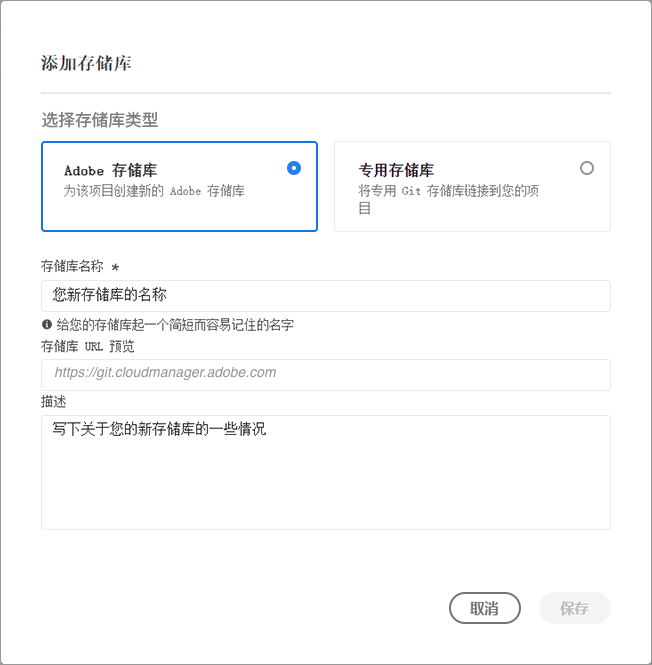 添加存储库
选择存储库类型
Adobe 存储库
为该项目创建新的 Adobe 存储库
专用存储库
将专用 Git 存储库链接到您的项
目
存储库名称 *
您新存储库的名称
给您的存储库起一个简短而容易记住的名字
存储库 URL 预览
https://git.cloudmanager.adobe.com
描述
写下关于您的新存储库的一些情况
取消
保存